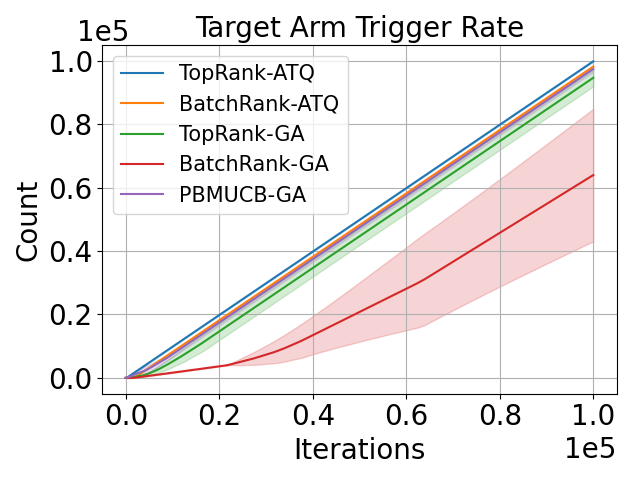 Target Arm Trigger Rate
1e5
TopRank-ATQ
BatchRank-ATQ
TopRank-GA
BatchRank-GA
PBMUCB-GA
1.0
0.8
0.6
0.4
0.2
0.0
Count
0.0 0.2 0.4 0.6 0.8 1.0
Iterations
1e5